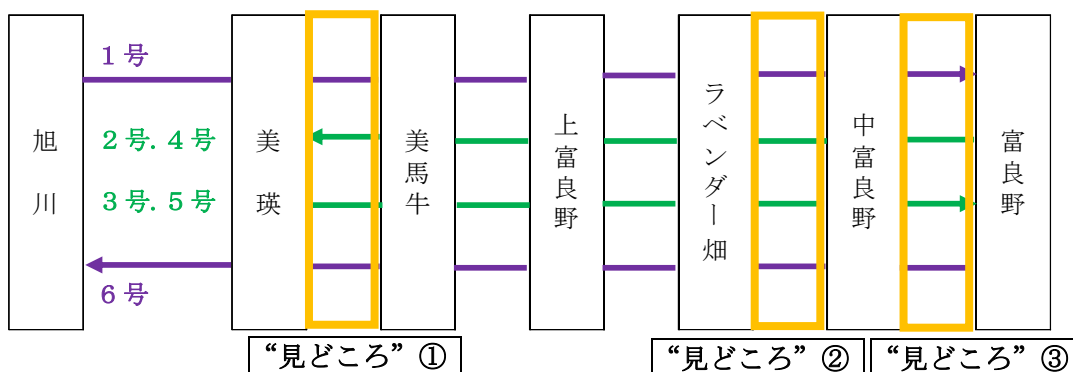 1号
2号.4号
3号.5号
6号
旭川
美瑛
美馬牛
上富良野
ラベンダー畑
中富良野
富良野
“見どころ”①
“見どころ”②
“見どころ”③